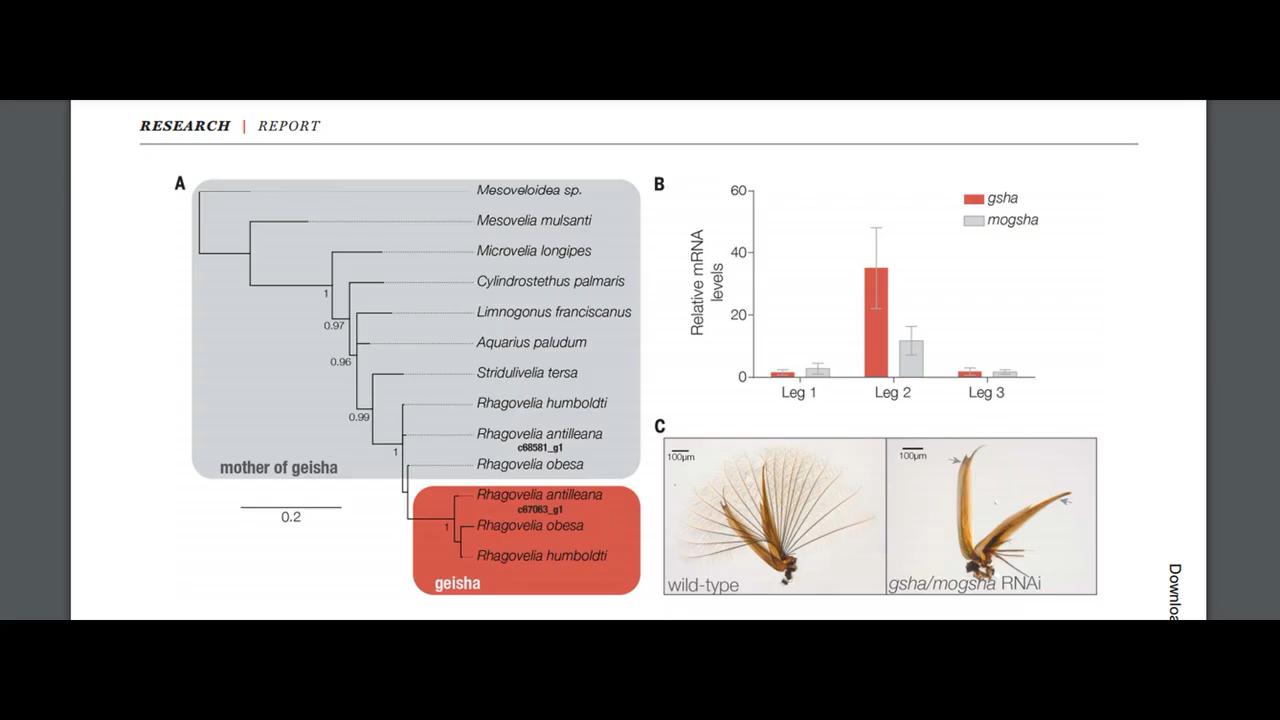 RESEARCH | REPORT
A
Mesoveloidea sp.
Mesovelia mulsanti
Microvelia longipes
Cylindrostethus palmaris
Limnogonus franciscanus
Aquarius paludum
Stridulivelia tersa
Rhagovelia humboldti
Rhagovelia antilleana
c68581_g1
Rhagovelia obesa
Rhagovelia antilleana
c67063_g1
Rhagovelia obesa
Rhagovelia humboldti
1
0.97
0.96
0.99
1
1
mother of geisha
geisha
0.2
B
60
40
20
0
Relative mRNA
levels
gsha
mogsha
Leg 1
Leg 2
Leg 3
C
100µm
wild-type
100µm
gsha/mogsha RNAi